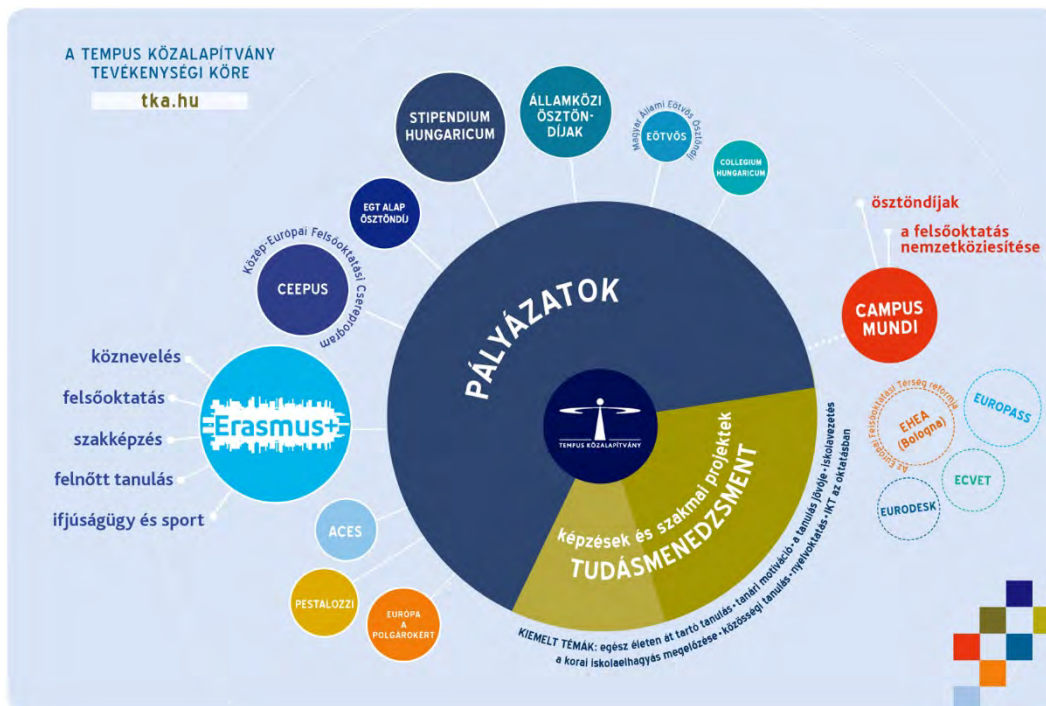 A TEMPUS KÖZALAPÍTVÁNY
TEVÉKENYSÉGI KÖRE
tka.hu
STIPENDIUM
HUNGARICUM
ÁLLAMKÖZI
ÖSZTÖN-
DÍJAK
Magyar Állami Eötvös Ösztöndíj
EÖTVÖS
COLLEGIUM
HUNGARICUM
EGT ALAP
ÖSZTÖNDÍJ
Közép-Európai Felsőoktatási Csereprogram
CEEPUS
ösztöndíjak
a felsőoktatás
nemzetköziesítése
CAMPUS
MUNDI
PÁLYÁZATOK
TEMPUS KÖZALAPÍTVÁNY
köznevelés
felsőoktatás
szakképzés
felnőtt tanulás
ifjúságügy és sport
Erasmus+
ACES
PESTALOZZI
EURÓPA
A
POLGÁROKÉRT
képzések és szakmai projektek
TUDÁSMENEDZSMENT
KIEMELT TÉMÁK: egész életen át tartó tanulás • tanári motiváció • a tanulás jövője • iskolavezetés
a korai iskolaelhagyás megelőzése • közösségi tanulás • nyelvoktatás • IKT az oktatásban
Az Európai Felsőoktatási Térség reformja
EHEA
(Bologna)
EUROPASS
ECVET
EURODESK